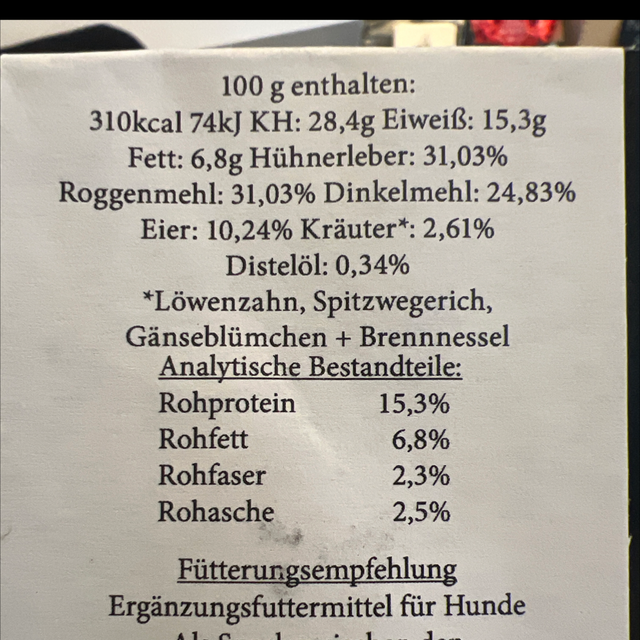 100 g enthalten:
310kcal 74kJ KH: 28,4g Eiweiß: 15,3g
Fett: 6,8g Hühnerleber: 31,03%
Roggenmehl: 31,03% Dinkelmehl: 24,83%
Eier: 10,24% Kräuter*: 2,61%
Distelöl: 0,34%
*Löwenzahn, Spitzwegerich,
Gänseblümchen + Brennnessel
Analytische Bestandteile:
Rohprotein 15,3%
Rohfett 6,8%
Rohfaser 2,3%
Rohasche 2,5%
Fütterungsempfehlung
Ergänzungsfuttermittel für Hunde